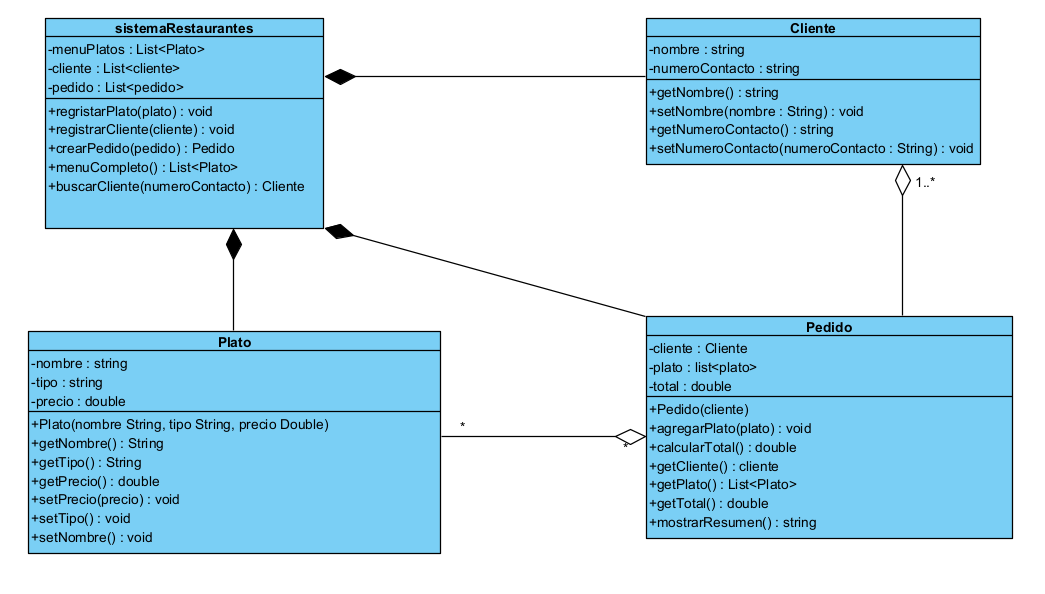 sistemaRestaurantes
-menuPlatos : List<Plato>
-cliente : List<cliente>
-pedido : List<pedido>
+regristarPlato(plato) : void
+registrarCliente(cliente) : void
+crearPedido(pedido) : Pedido
+menuCompleto() : List<Plato>
+buscarCliente(numeroContacto) : Cliente
Cliente
-nombre : string
-numeroContacto : string
+getNombre() : string
+setNombre(nombre : String) : void
+getNumeroContacto() : string
+setNumeroContacto(numeroContacto : String) : void
1..*
Plato
-nombre : string
-tipo : string
-precio : double
+Plato(nombre String, tipo String, precio Double)
+getNombre() : String
+getTipo() : String
+getPrecio() : double
+setPrecio(precio) : void
+setTipo() : void
+setNombre() : void
*
*
Pedido
-cliente : Cliente
-plato : list<plato>
-total : double
+Pedido(cliente)
+agregarPlato(plato) : void
+calcularTotal() : double
+getCliente() : cliente
+getPlato() : List<Plato>
+getTotal() : double
+mostrarResumen() : string